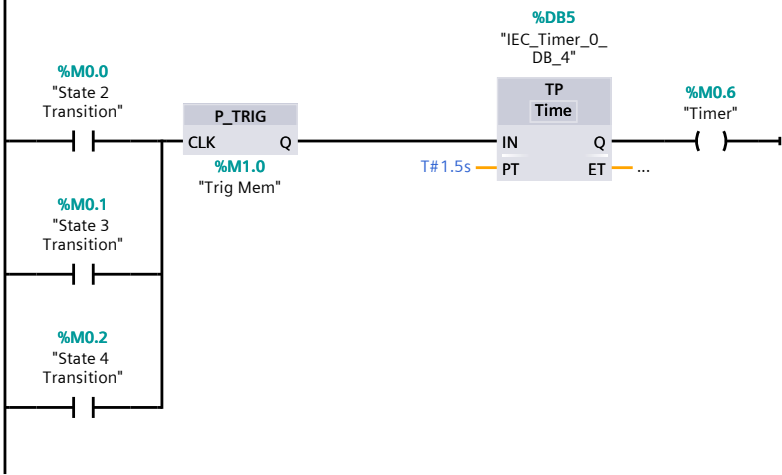 %DB5
"IEC_Timer_0_
DB_4"
%M0.0
"State 2
Transition"
P_TRIG
CLK Q
%M1.0
"Trig Mem"
TP
Time
IN Q
T#1.5s PT ET ...
%M0.6
"Timer"
%M0.1
"State 3
Transition"
%M0.2
"State 4
Transition"